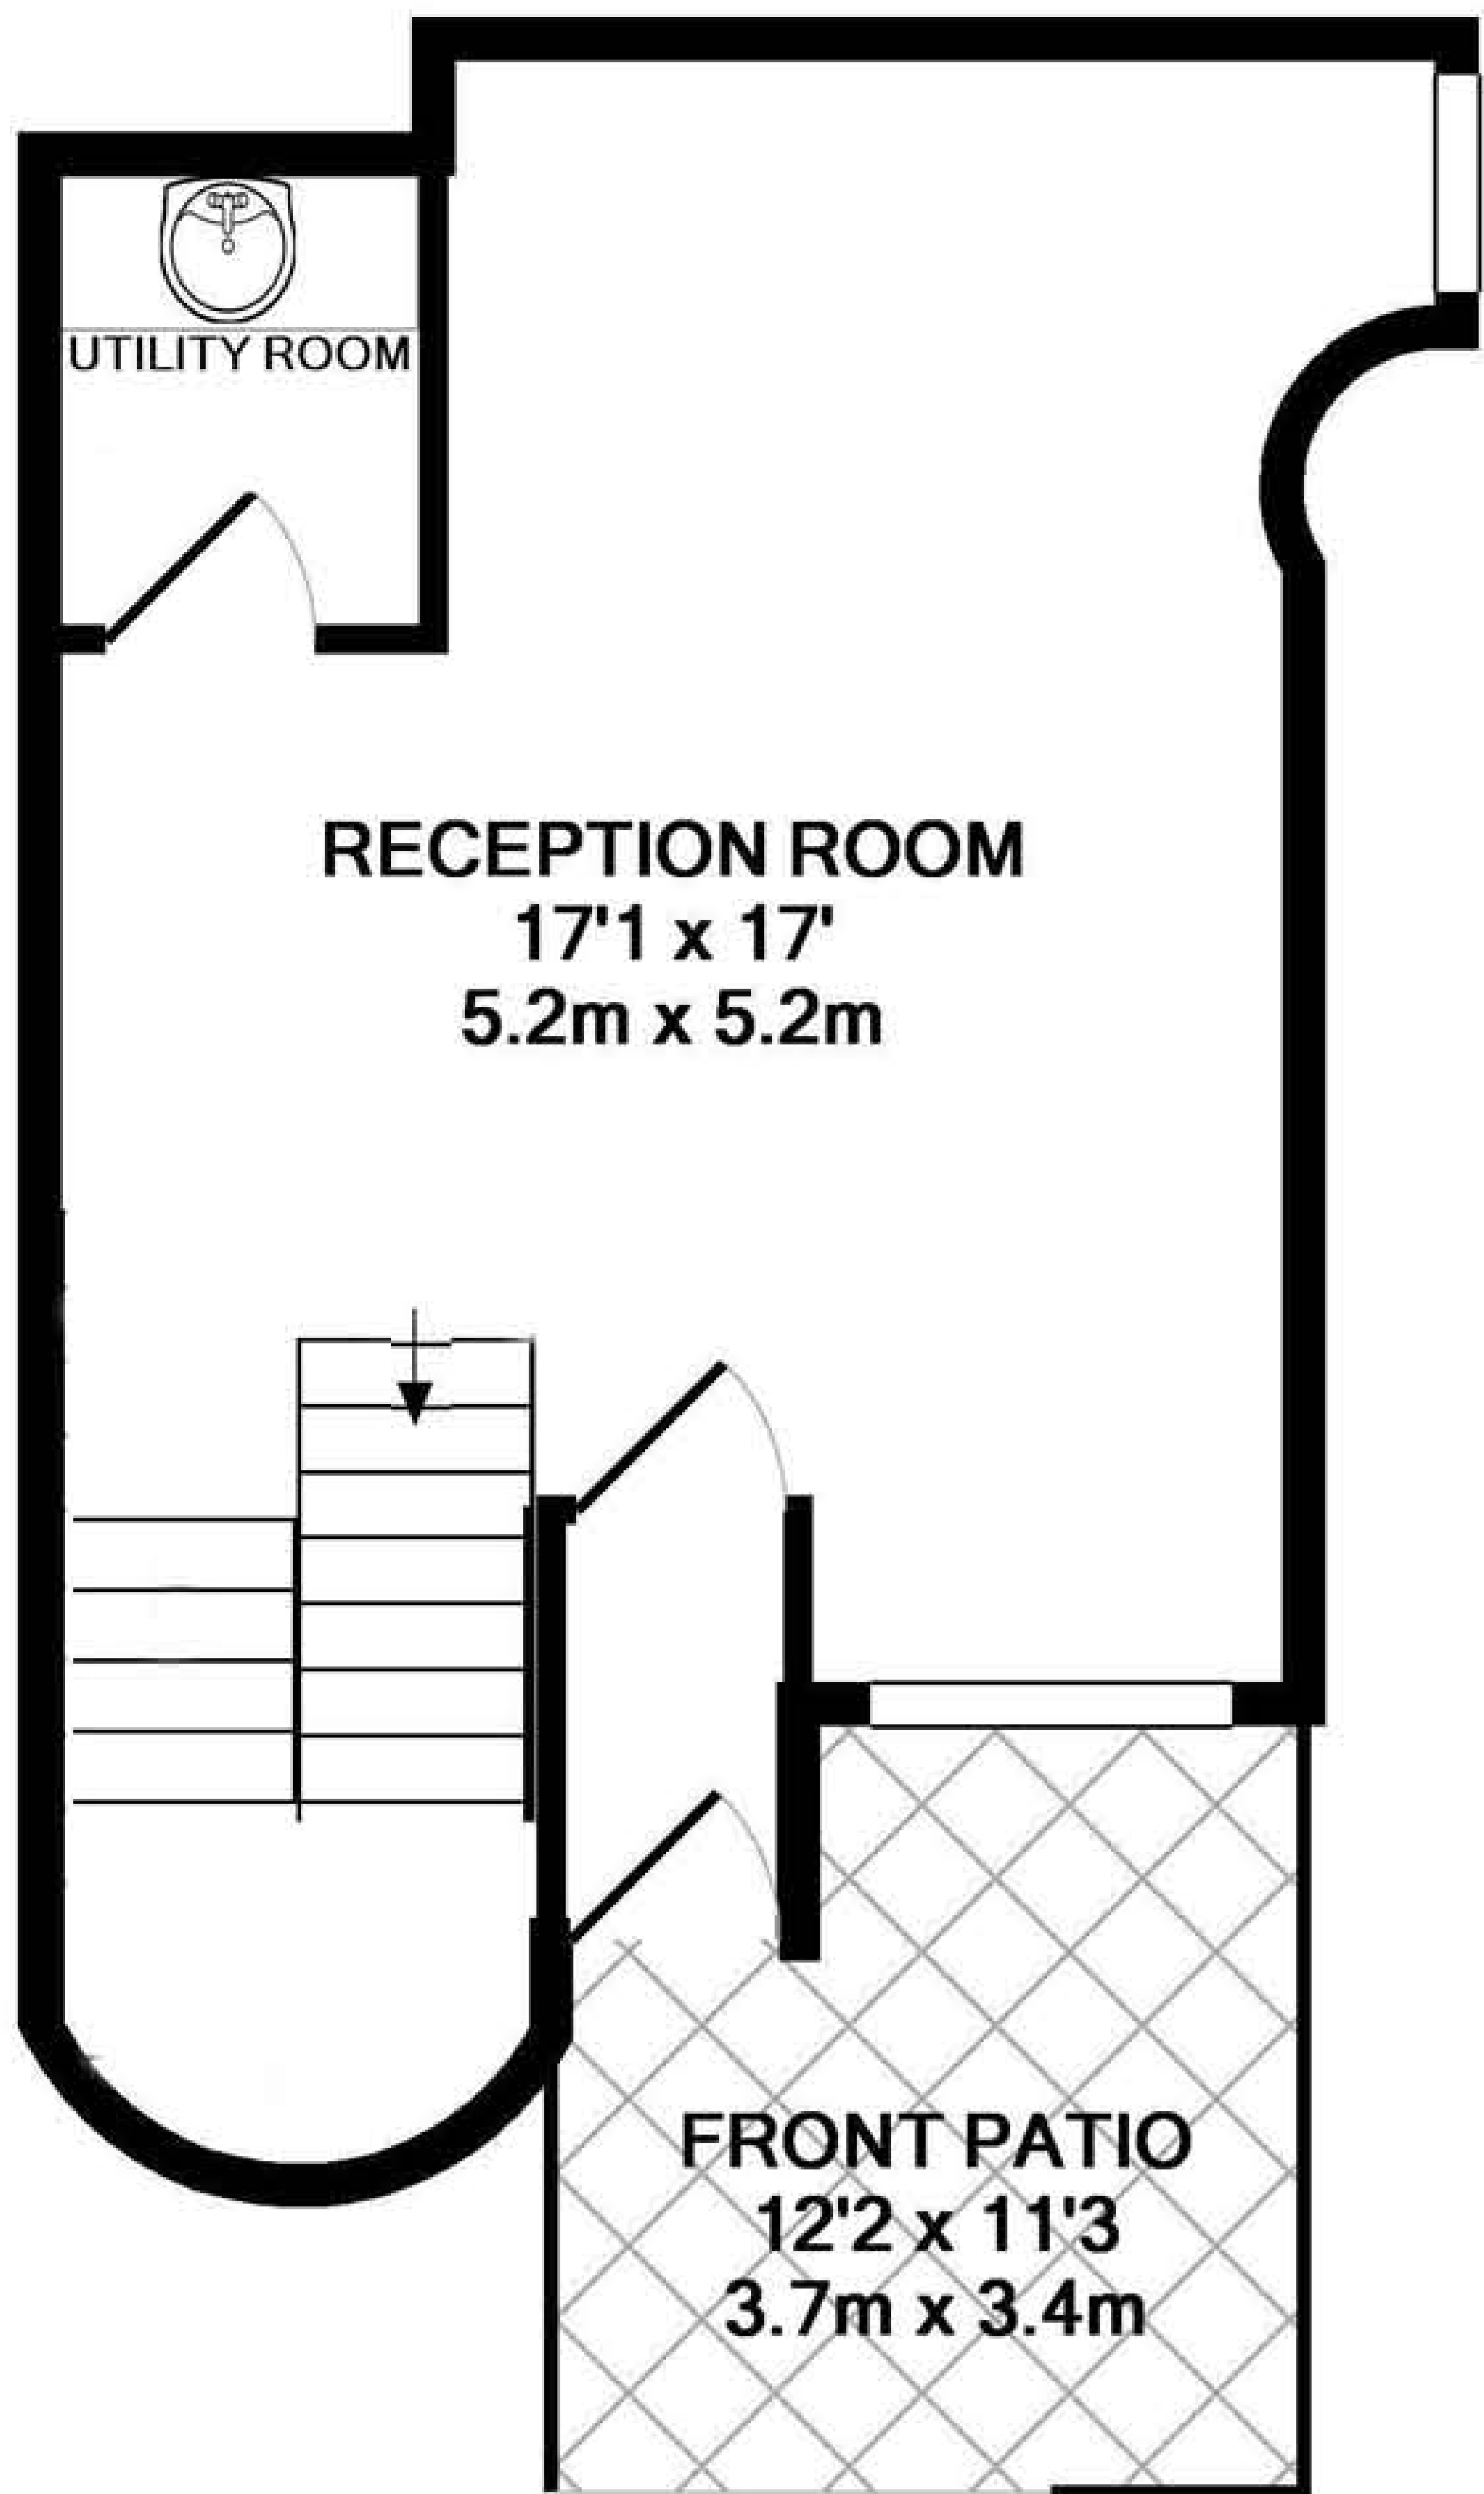 UTILITY ROOM
RECEPTION ROOM
17'1 x 17'
5.2m x 5.2m
FRONT PATIO
12'2 x 11'3
3.7m x 3.4m